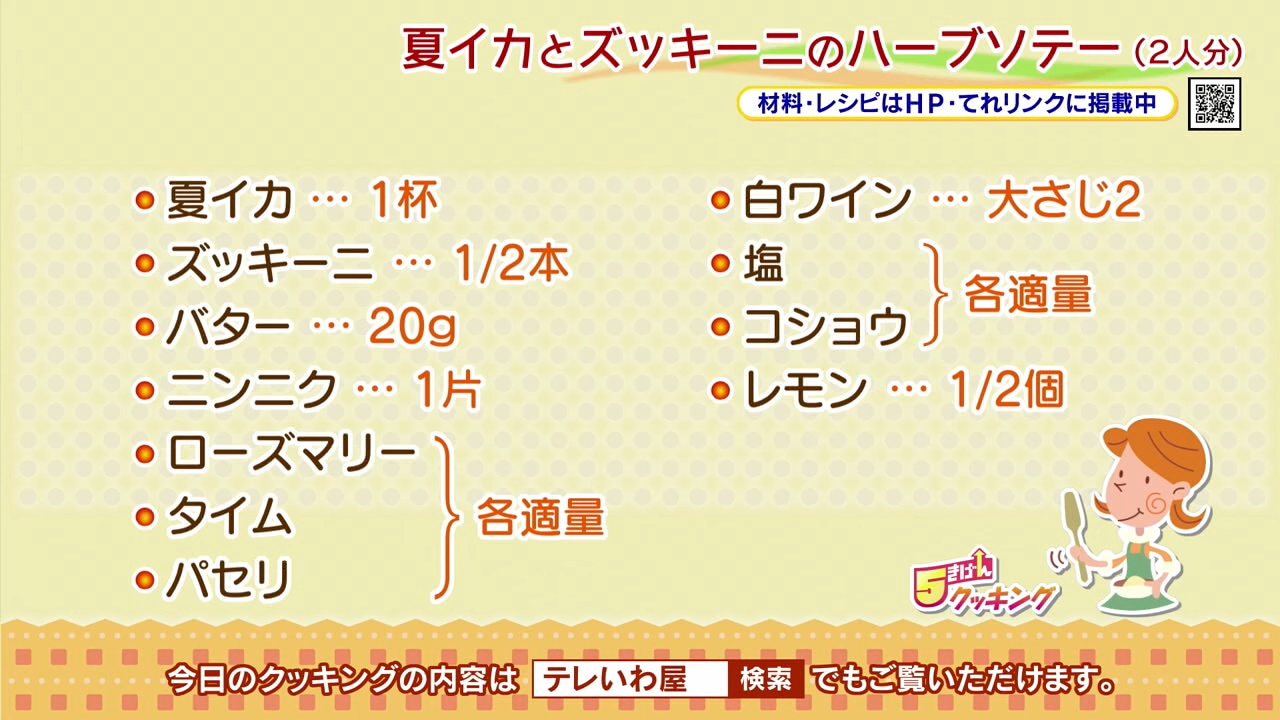 夏イカとズッキーニのハーブソテー(2人分)
材料・レシピはHP・てれリンクに掲載中
夏イカ … 1杯
ズッキーニ … 1/2本
バター … 20g
ニンニク … 1片
ローズマリー
タイム
パセリ
各適量
白ワイン … 大さじ2
塩
コショウ
各適量
レモン … 1/2個
5きげん
クッキング
今日のクッキングの内容は テレいわ屋 検索 でもご覧いただけます。